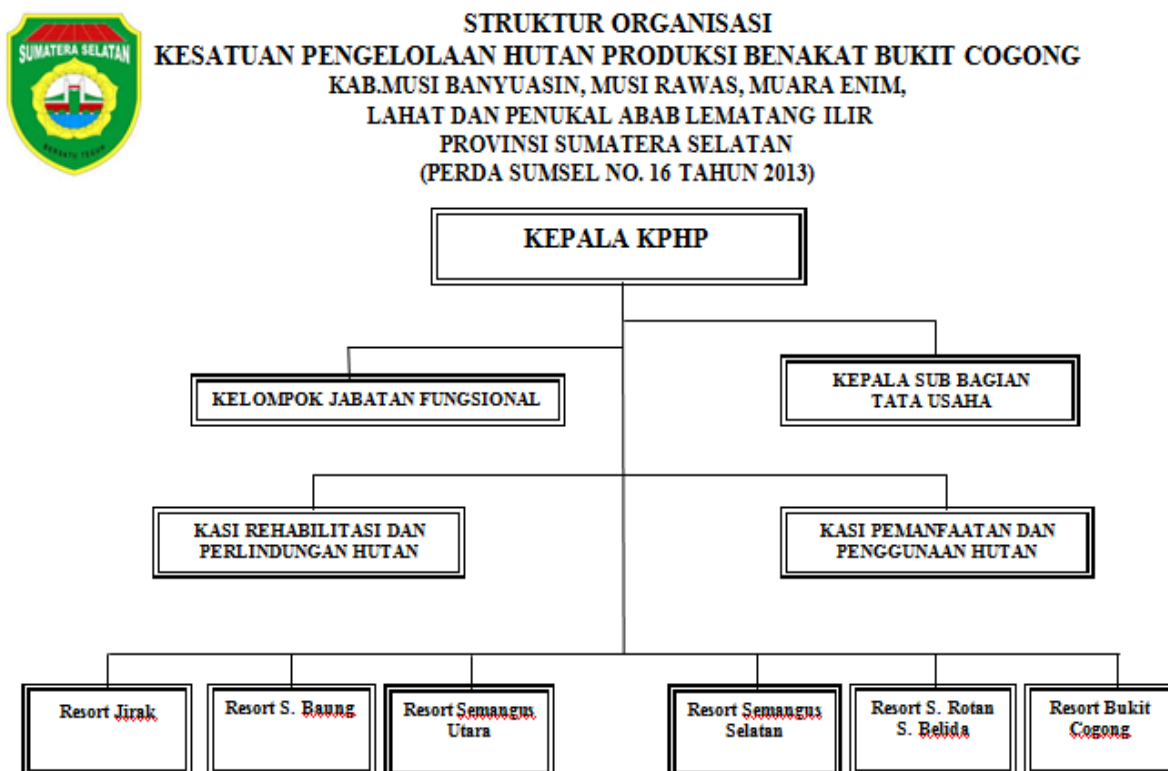 STRUKTUR ORGANISASI
KESATUAN PENGELOLAAN HUTAN PRODUKSI BENAKAT BUKIT COGONG
KAB.MUSI BANYUASIN, MUSI RAWAS, MUARA ENIM,
LAHAT DAN PENUKAL ABAB LEMATANG ILIR
PROVINSI SUMATERA SELATAN
(PERDA SUMSEL NO. 16 TAHUN 2013)
SUMATERA SELATAN
BERSATU TEGUH
KEPALA KPHP
KELOMPOK JABATAN FUNGSIONAL
KEPALA SUB BAGIAN
TATA USAHA
KASI REHABILITASI DAN
PERLINDUNGAN HUTAN
KASI PEMANFAATAN DAN
PENGGUNAAN HUTAN
Resort Jirak
Resort S. Baung
Resort Semangus
Utara
Resort Semangus
Selatan
Resort S. Rotan
S. Belida
Resort Bukit
Cogong